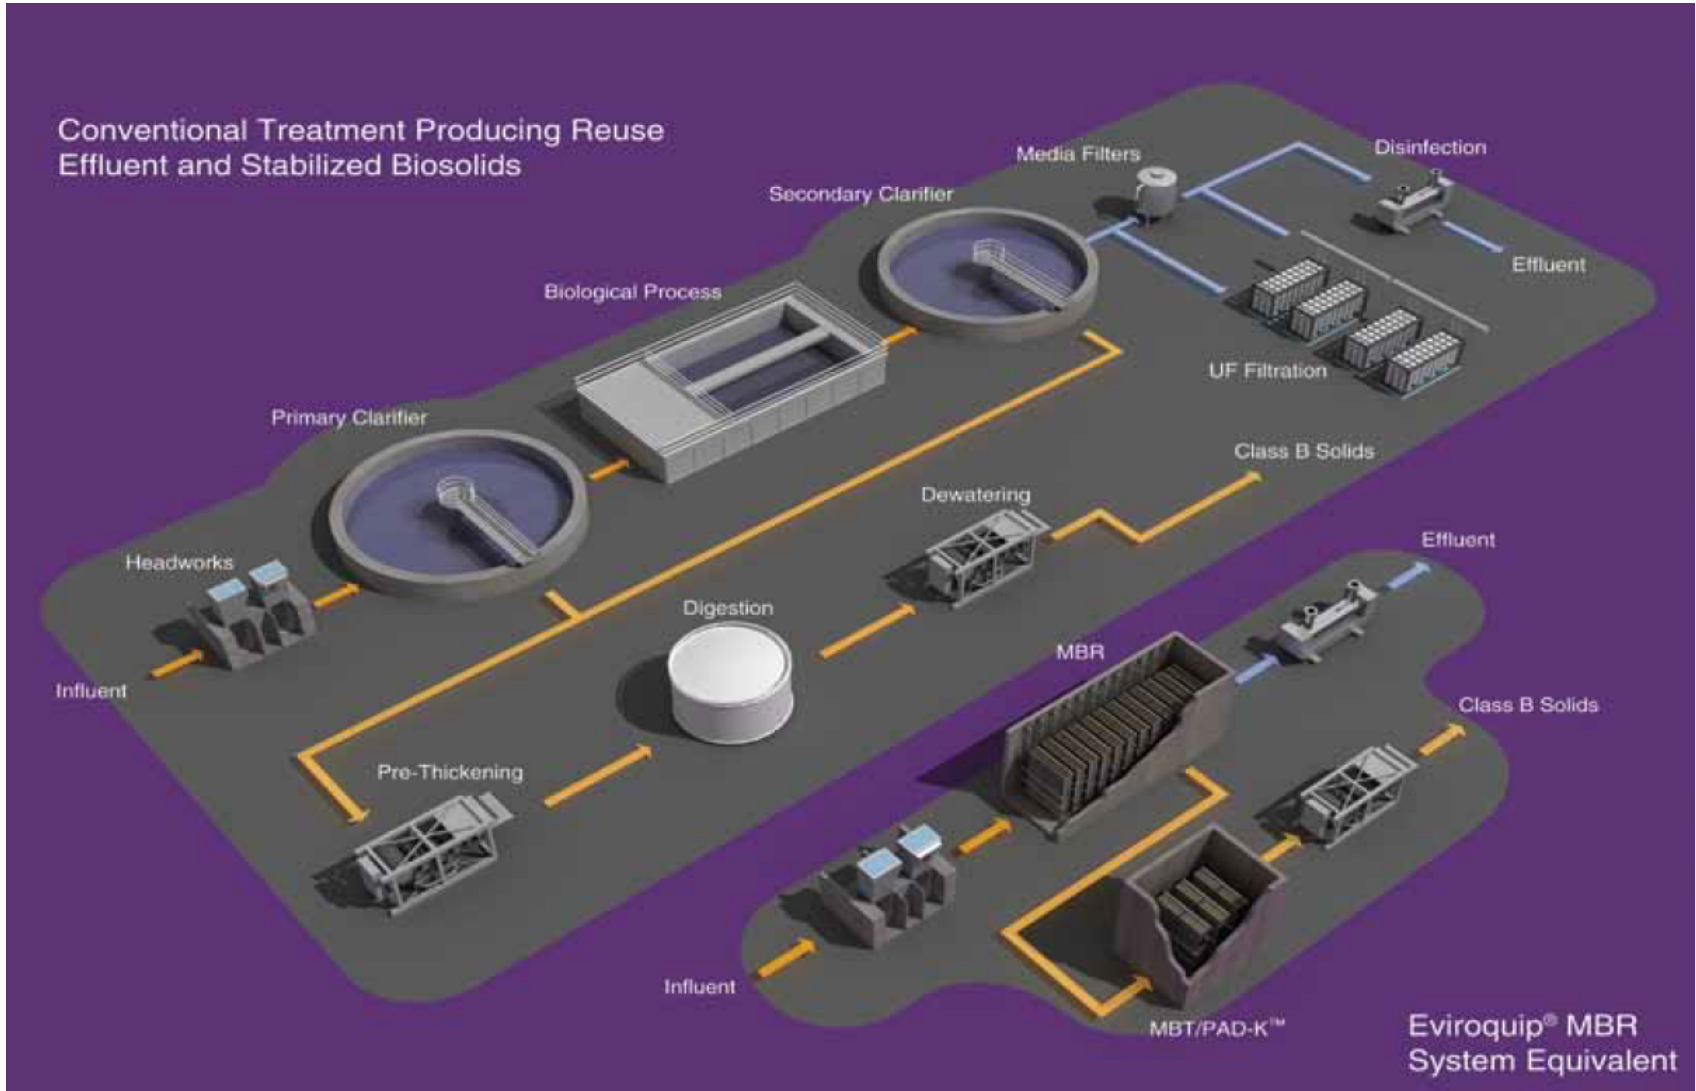 Conventional Treatment Producing Reuse
Effluent and Stabilized Biosolids
Disinfection
Media Filters
Secondary Clarifier
Effluent
Biological Process
UF Filtration
Primary Clarifier
Class B Solids
Dewatering
Effluent
Headworks
Digestion
MBR
Influent
Class B Solids
Pre-Thickening
Influent
MBT/PAD-K™
Eviroquip® MBR
System Equivalent